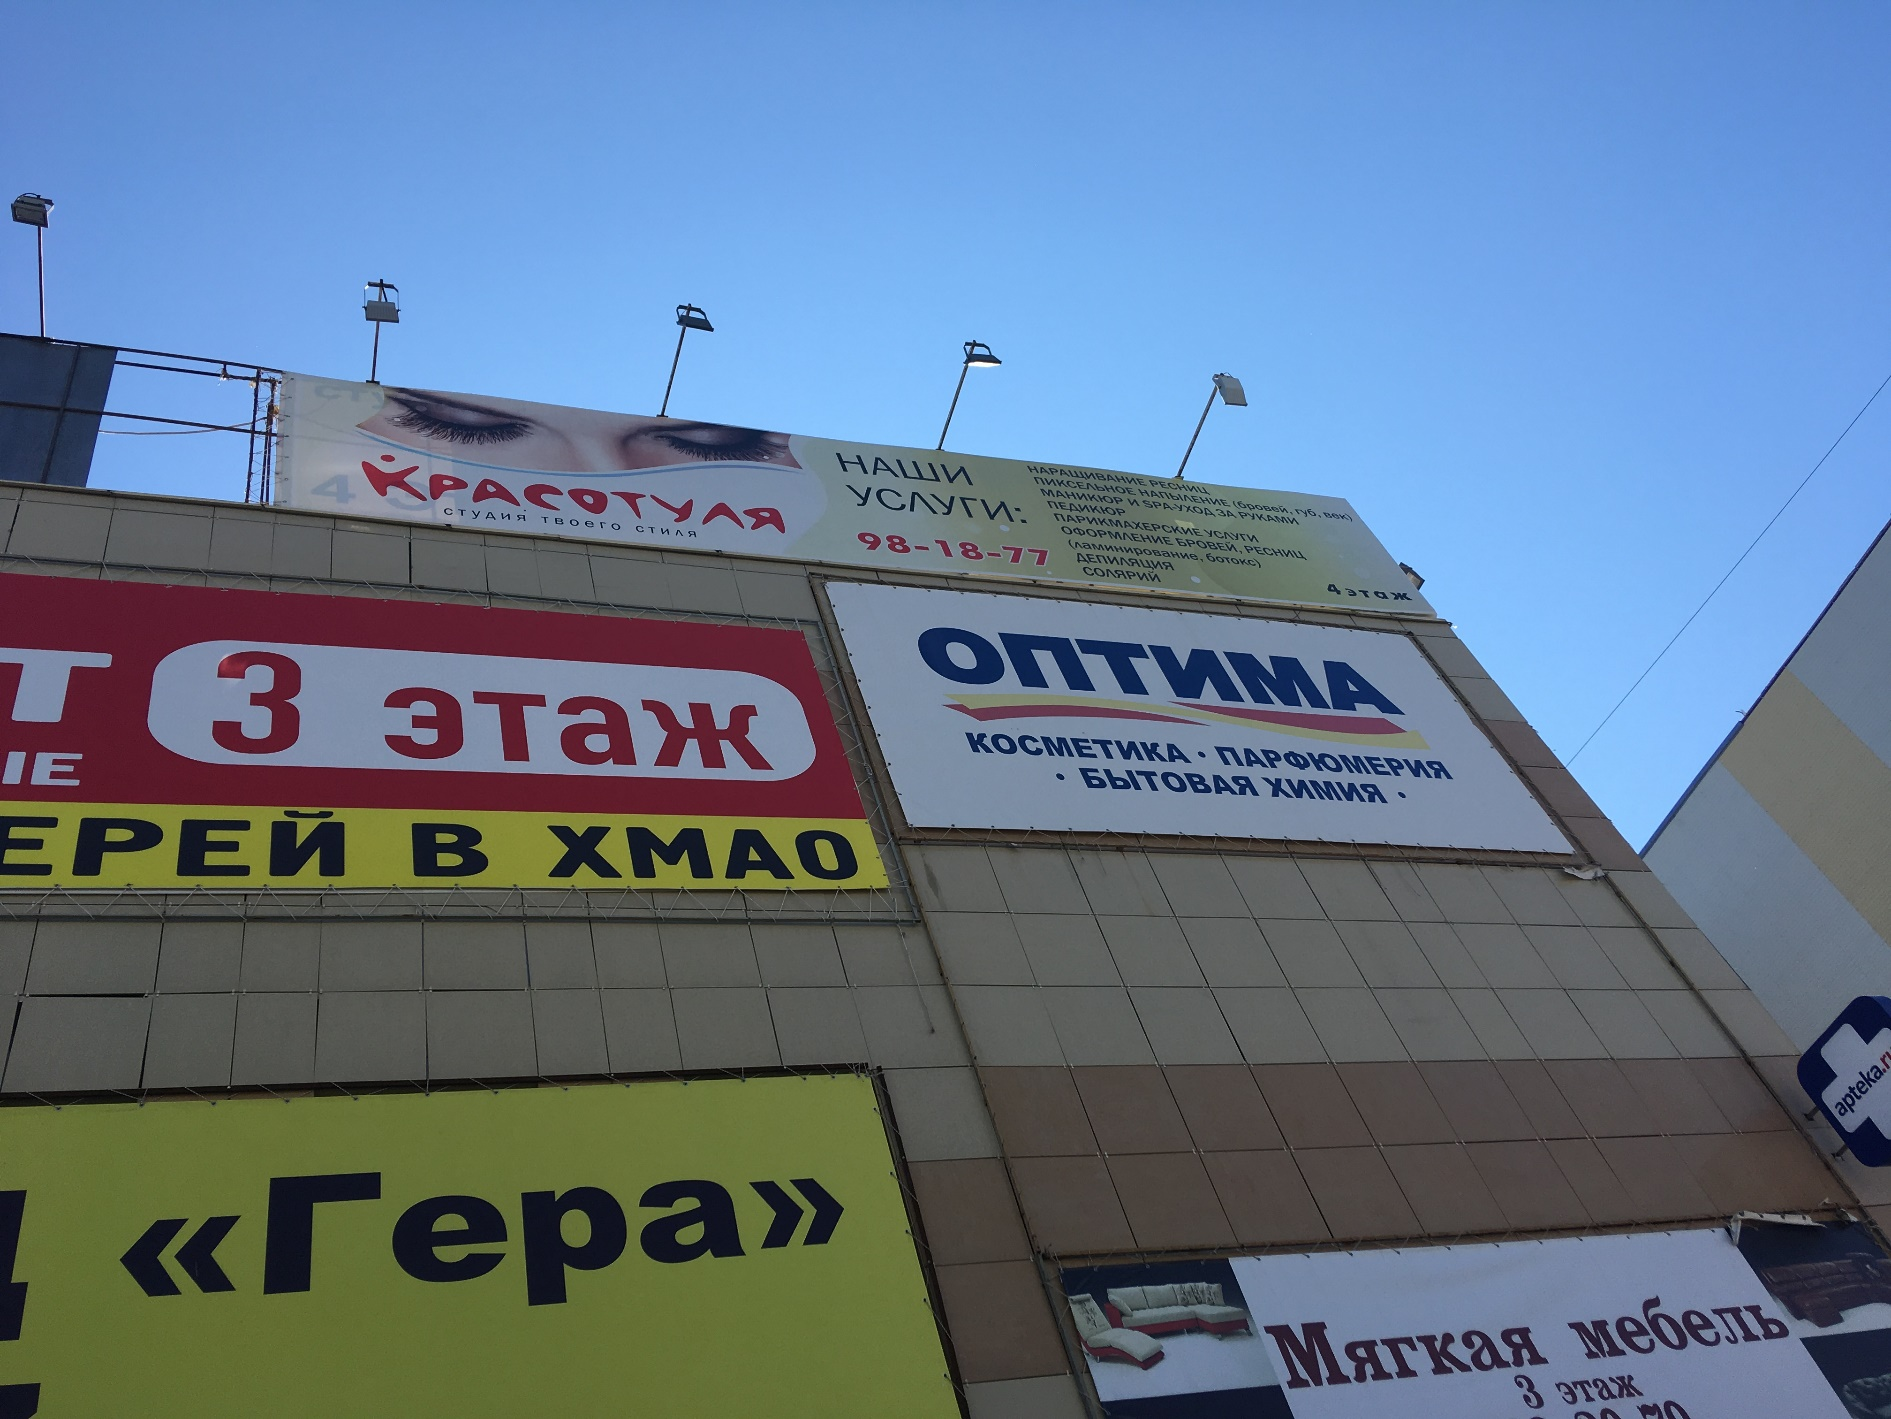 КРАСОТУЛЯ
студия твоего стиля
НАШИ
УСЛУГИ:
98-18-77
НАРАЩИВАНИЕ РЕСНИЦ
ПИКСЕЛЬНОЕ НАПЫЛЕНИЕ (бровей, губ, век)
МАНИКЮР И SPA-УХОД ЗА РУКАМИ
ПЕДИКЮР
ПАРИКМАХЕРСКИЕ УСЛУГИ
ОФОРМЛЕНИЕ БРОВЕЙ, РЕСНИЦ
(ламинирование, ботокс)
ДЕПИЛЯЦИЯ
СОЛЯРИЙ
4 этаж
Т 3 этаж
ЫЕ
ЕРЕЙ В ХМАО
ОПТИМА
КОСМЕТИКА · ПАРФЮМЕРИЯ
· БЫТОВАЯ ХИМИЯ ·
apteka.ru
«Гера»
Мягкая мебель
3 этаж